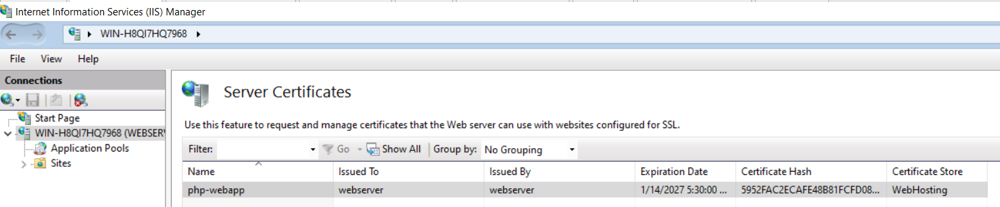 Internet Information Services (IIS) Manager
WIN-H8QI7HQ7968
File View Help
Connections
Start Page
WIN-H8QI7HQ7968 (WEBSER
Application Pools
Sites
Server Certificates
Use this feature to request and manage certificates that the Web server can use with websites configured for SSL.
Filter: Go Show All Group by: No Grouping
Name Issued To Issued By Expiration Date Certificate Hash Certificate Store
php-webapp webserver webserver 1/14/2027 5:30:00 ... 5952FAC2ECAFE48B81FCFD08... WebHosting